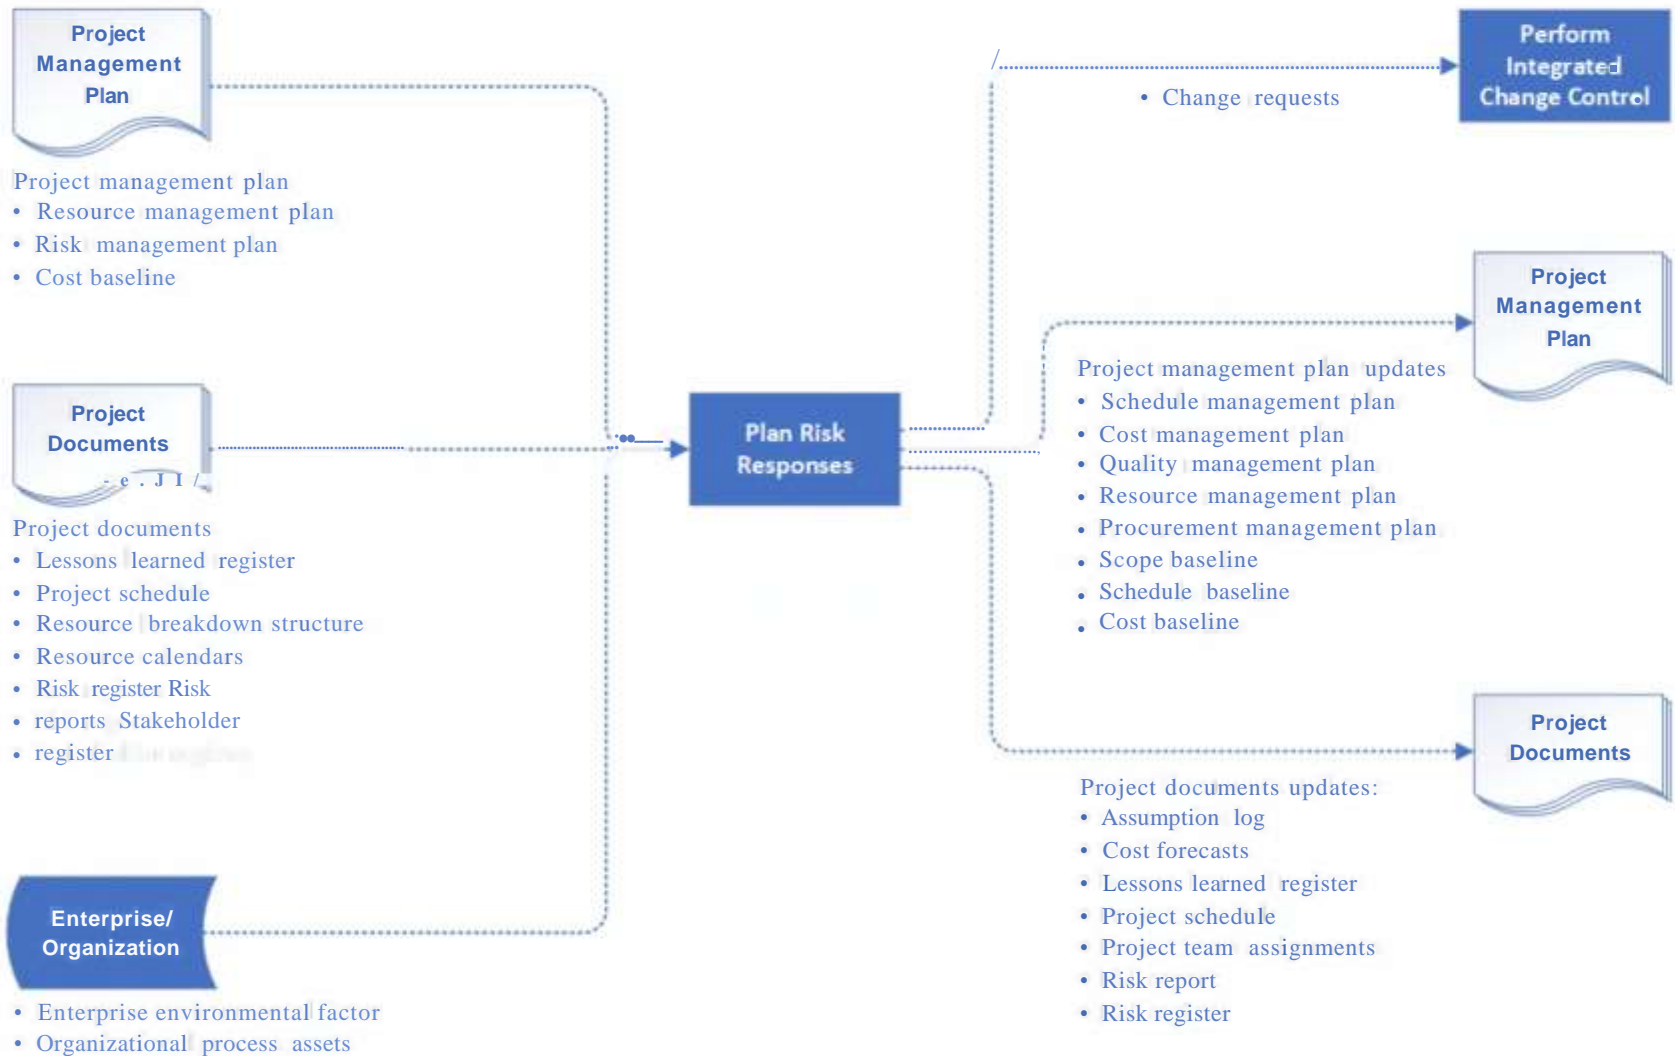 Project
Management
Plan
Project management plan
• Resource management plan
• Risk management plan
• Cost baseline
Project
Documents
- e . J I /
Project documents
• Lessons learned register
• Project schedule
• Resource breakdown structure
• Resource calendars
• Risk register Risk
• reports Stakeholder
• register
Enterprise/
Organization
• Enterprise environmental factor
• Organizational process assets
Plan Risk
Responses
Perform
Integrated
Change Control
• Change requests
Project
Management
Plan
Project management plan updates
• Schedule management plan
• Cost management plan
• Quality management plan
• Resource management plan
• Procurement management plan
• Scope baseline
• Schedule baseline
• Cost baseline
Project
Documents
Project documents updates:
• Assumption log
• Cost forecasts
• Lessons learned register
• Project schedule
• Project team assignments
• Risk report
• Risk register